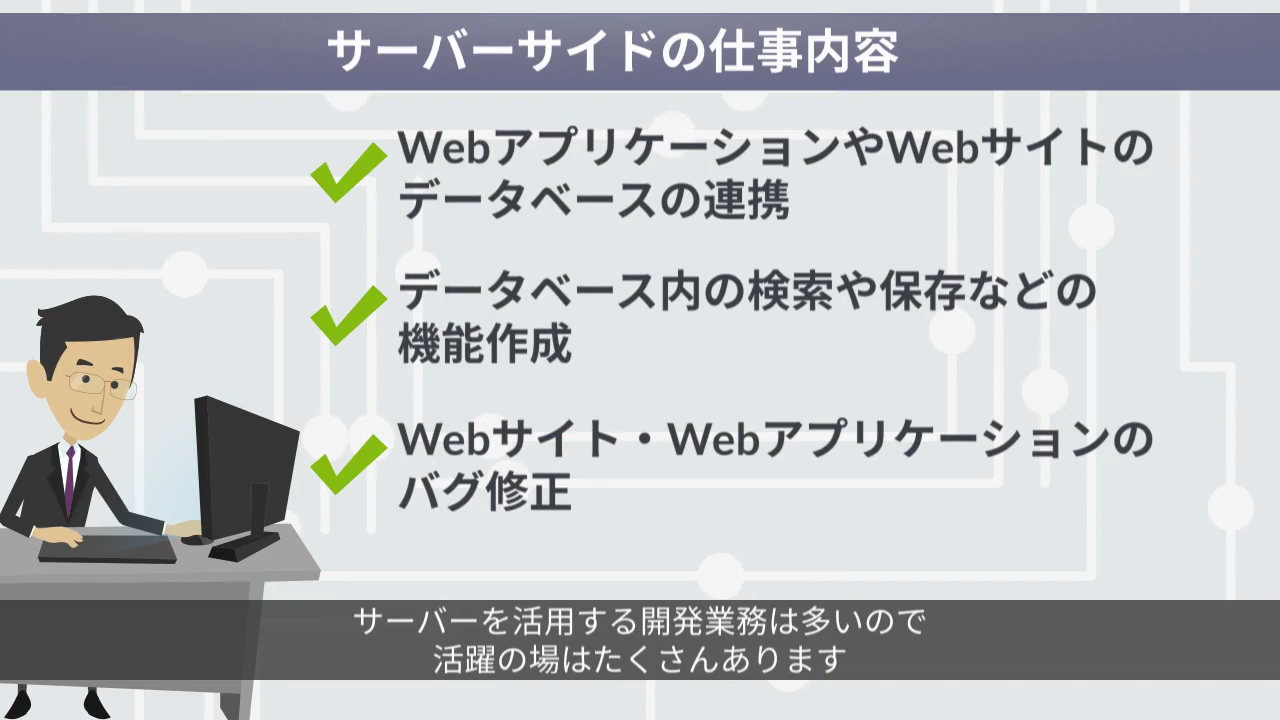 サーバーサイドの仕事内容
WebアプリケーションやWebサイトの
データベースの連携
データベース内の検索や保存などの
機能作成
Webサイト・Webアプリケーションの
バグ修正
サーバーを活用する開発業務は多いので
活躍の場はたくさんあります